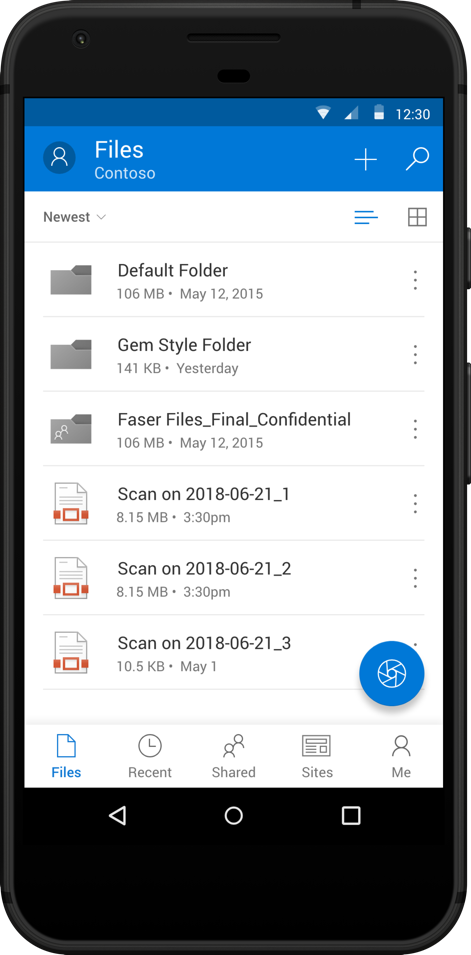 12:30
Files
Contoso
Newest
Default Folder
106 MB • May 12, 2015
Gem Style Folder
141 KB • Yesterday
Faser Files_Final_Confidential
106 MB • May 12, 2015
Scan on 2018-06-21_1
8.15 MB • 3:30pm
Scan on 2018-06-21_2
8.15 MB • 3:30pm
Scan on 2018-06-21_3
10.5 KB • May 1
Files Recent Shared Sites Me